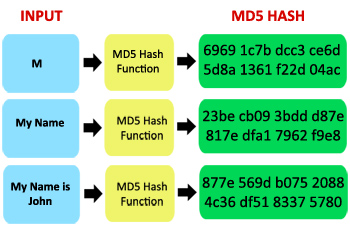 INPUT
MD5 HASH
M
MD5 Hash
Function
6969 1c7b dcc3 ce6d
5d8a 1361 f22d 04ac
My Name
MD5 Hash
Function
23be cb09 3bdd d87e
817e dfa1 7962 f9e8
My Name is
John
MD5 Hash
Function
877e 569d b075 2088
4c36 df51 8337 5780